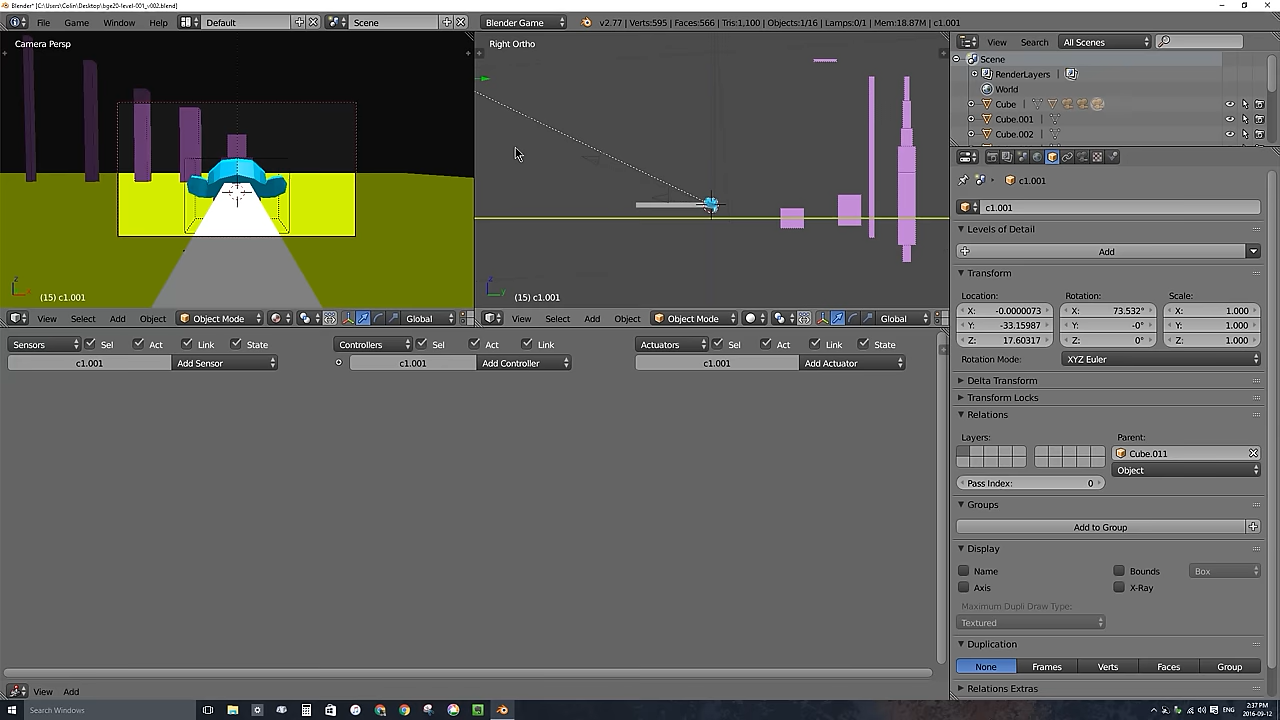 Blender* [C:\Users\Colin\Desktop\bge20-level-001_v002.blend]
File Game Window Help Default Scene Blender Game v2.77 | Verts:595 | Faces:566 | Tris:1,100 | Objects:1/16 | Lamps:0/1 | Mem:18.87M | c1.001
View Search All Scenes
Camera Persp
Right Ortho
Scene
RenderLayers
World
Cube
Cube.001
Cube.002
c1.001
c1.001
Levels of Detail
Add
Transform
Location: Rotation: Scale:
X: -0.0000073 X: 73.532° X: 1.000
Y: -33.15987 Y: -0° Y: 1.000
Z: 17.60317 Z: 0° Z: 1.000
Rotation Mode: XYZ Euler
Delta Transform
Transform Locks
Relations
Layers: Parent:
Cube.011
Object
Pass Index: 0
Groups
Add to Group
Display
Name Bounds Box
Axis X-Ray
Maximum Dupli Draw Type:
Textured
Duplication
None Frames Verts Faces Group
Relations Extras
(15) c1.001
(15) c1.001
View Select Add Object Object Mode Global
View Select Add Object Object Mode Global
Sensors Sel Act Link State
Controllers Sel Act Link
Actuators Sel Act Link State
c1.001 Add Sensor
c1.001 Add Controller
c1.001 Add Actuator
View Add
Search Windows
ENG
2:37 PM
2016-09-12